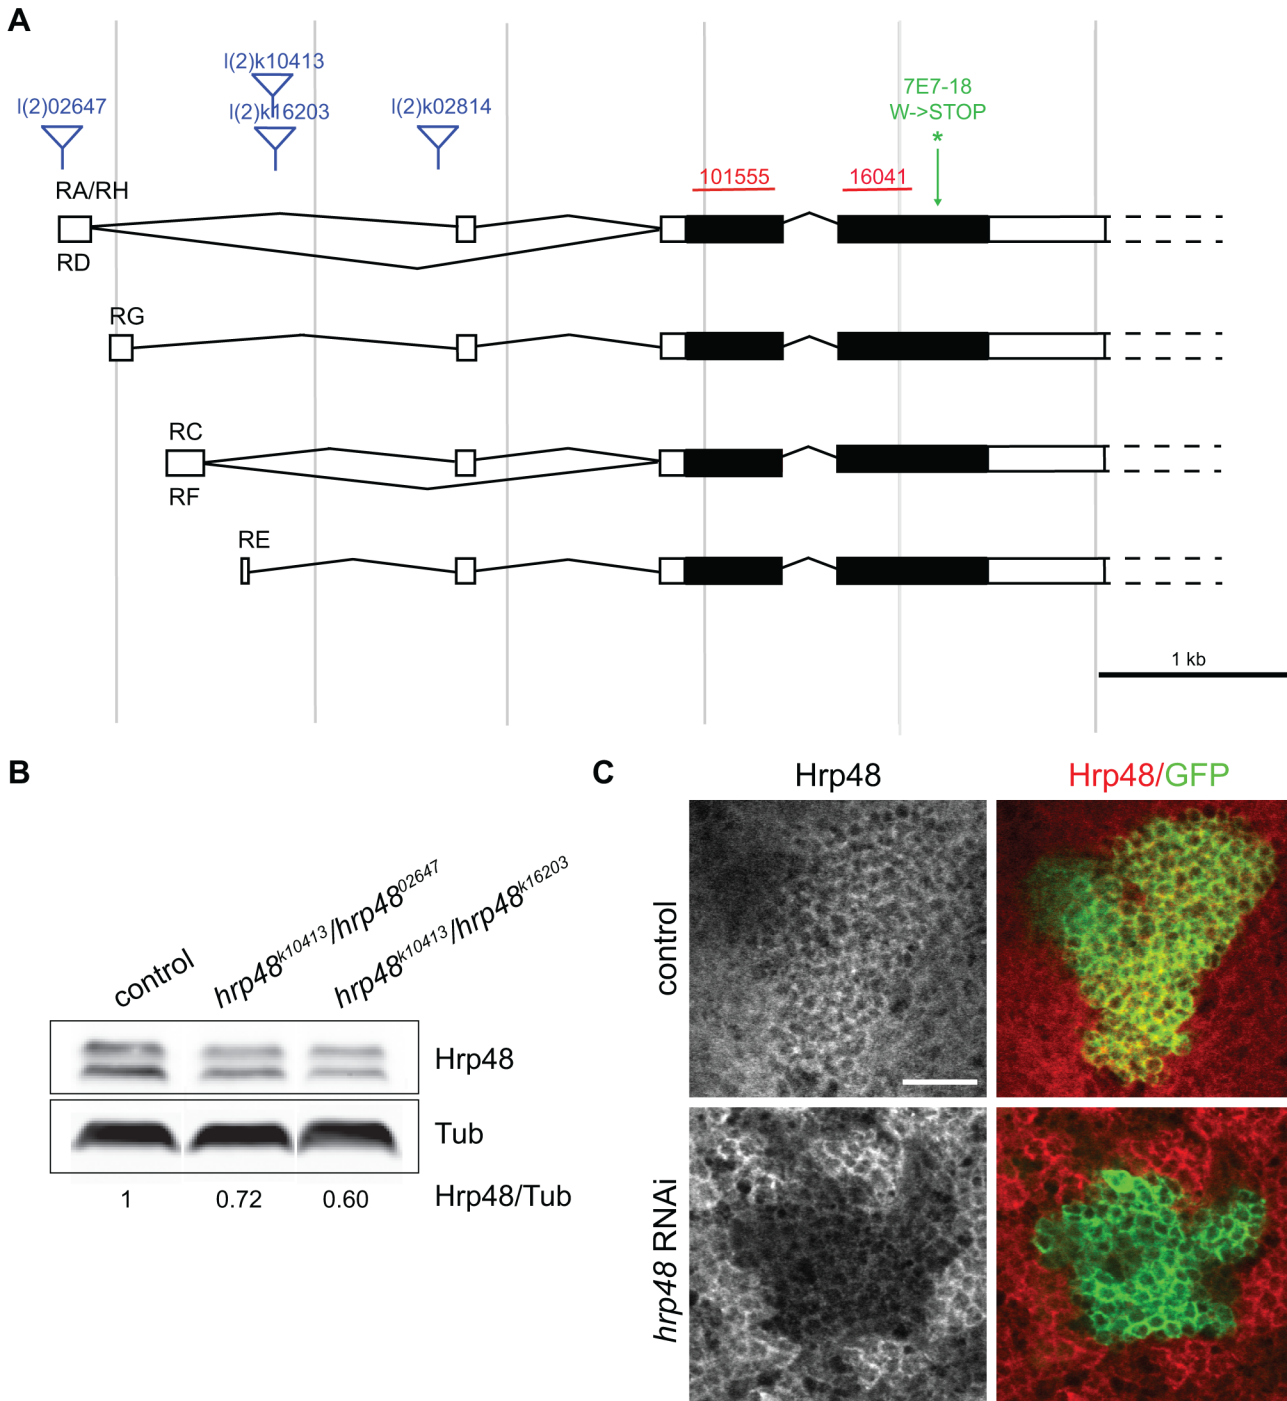 A
l(2)k10413
l(2)02647
l(2)k16203
l(2)k02814
7E7-18
W->STOP
*
101555
16041
RA/RH
RD
RG
RC
RF
RE
1 kb
B
control
hrp48k10413/hrp4802647
hrp48k10413/hrp48k16203
Hrp48
Tub
1 0.72 0.60 Hrp48/Tub
C
Hrp48 Hrp48/GFP
control
hrp48 RNAi